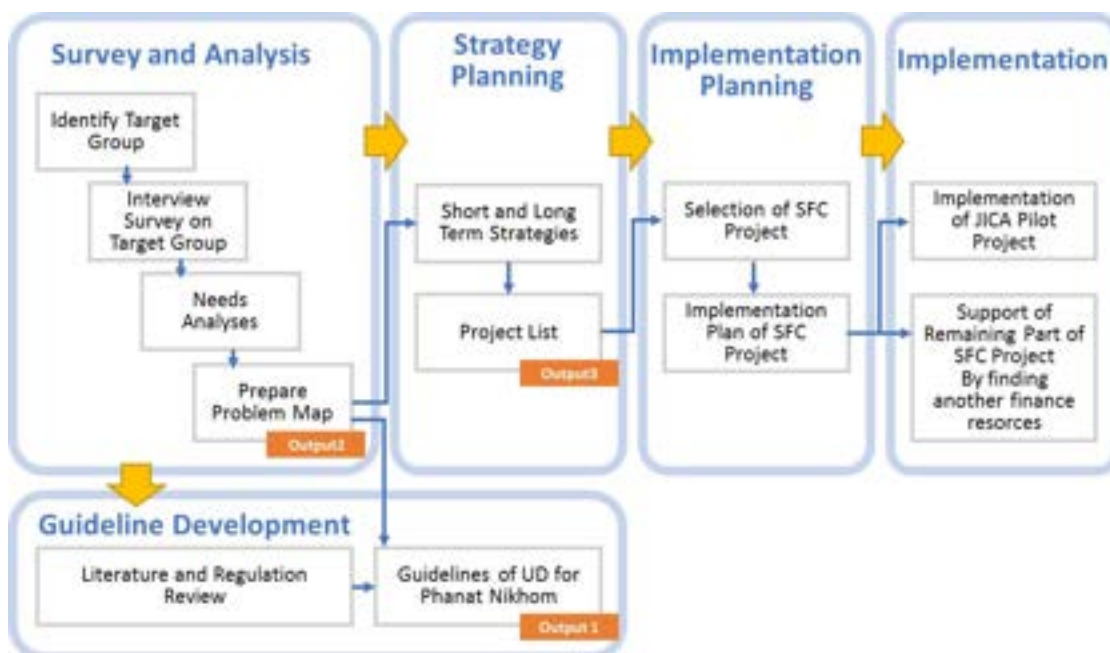 Survey and Analysis
Identify Target
Group
Interview
Survey on
Target Group
Needs
Analyses
Prepare
Problem Map
Output2
Strategy
Planning
Short and Long
Term Strategies
Project List
Output3
Implementation
Planning
Selection of SFC
Project
Implementation
Plan of SFC
Project
Implementation
Implementation
of JICA Pilot
Project
Support of
Remaining Part of
SFC Project
By finding
another finance
resorces
Guideline Development
Literature and Regulation
Review
Guidelines of UD for
Phanat Nikhom
Output 1